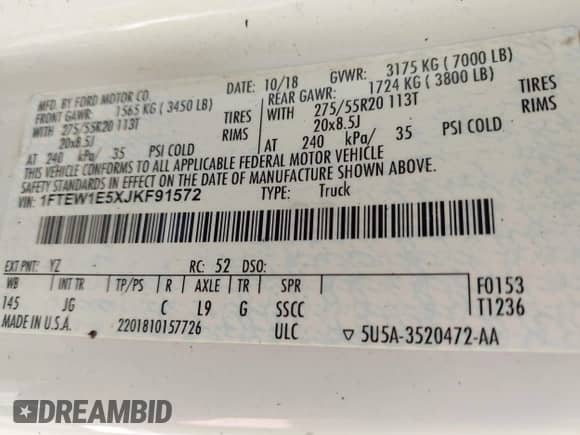 MFD. BY FORD MOTOR CO.
DATE: 10/18 GVWR: 3175 KG ( 7000 LB)
FRONT GAWR: 1565 KG ( 3450 LB) REAR GAWR: 1724 KG ( 3800 LB)
WITH 275/55R20 113T TIRES WITH 275/55R20 113T TIRES
20x8.5J RIMS 20x8.5J RIMS
AT 240 kPa/ 35 PSI COLD AT 240 kPa/ 35 PSI COLD
THIS VEHICLE CONFORMS TO ALL APPLICABLE FEDERAL MOTOR VEHICLE
SAFETY STANDARDS IN EFFECT ON THE DATE OF MANUFACTURE SHOWN ABOVE.
VIN: 1FTEW1E5XJKF91572 TYPE: Truck
EXT PNT: YZ RC: 52 DSO:
WB INT TR TP/PS R AXLE TR SPR F0153
145 JG C L9 G SSCC T1236
MADE IN U.S.A. 2201810157726 ULC ▽ 5U5A-3520472-AA
DREAMBID